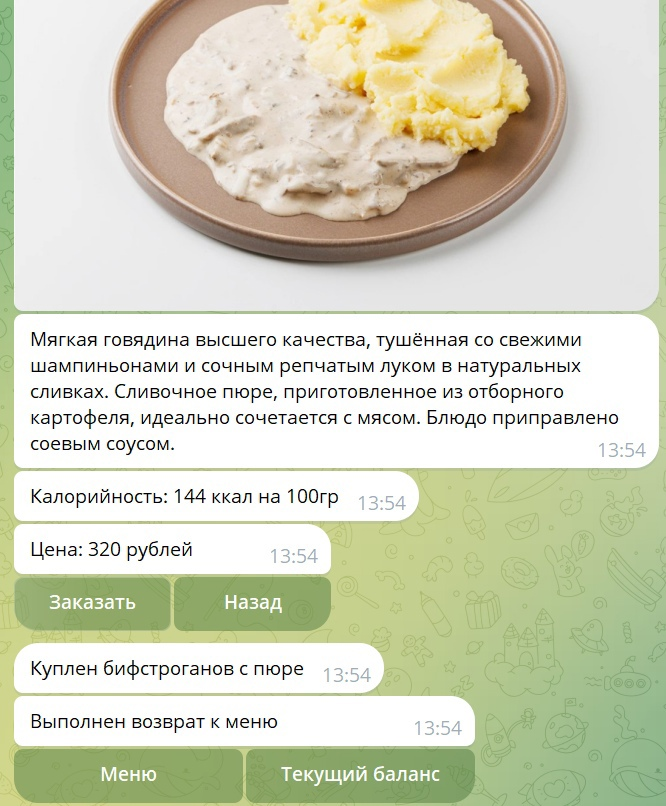 Мягкая говядина высшего качества, тушённая со свежими
шампиньонами и сочным репчатым луком в натуральных
сливках. Сливочное пюре, приготовленное из отборного
картофеля, идеально сочетается с мясом. Блюдо приправлено
соевым соусом.
13:54
Калорийность: 144 ккал на 100гр 13:54
Цена: 320 рублей 13:54
Заказать Назад
Куплен бифстроганов с пюре 13:54
Выполнен возврат к меню 13:54
Меню Текущий баланс